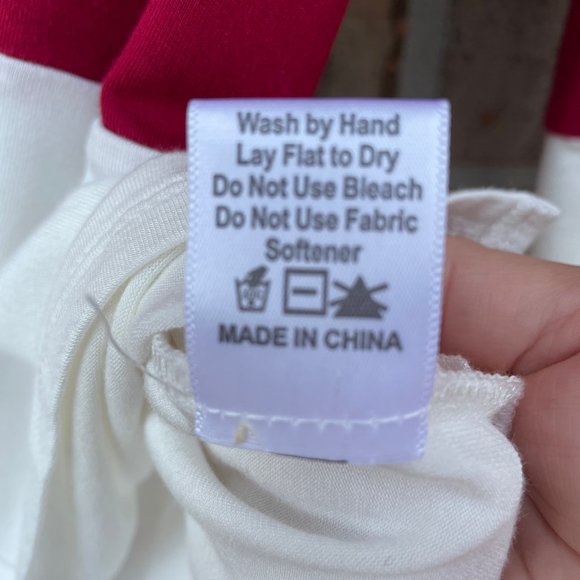 Wash by Hand
Lay Flat to Dry
Do Not Use Bleach
Do Not Use Fabric
Softener
MADE IN CHINA